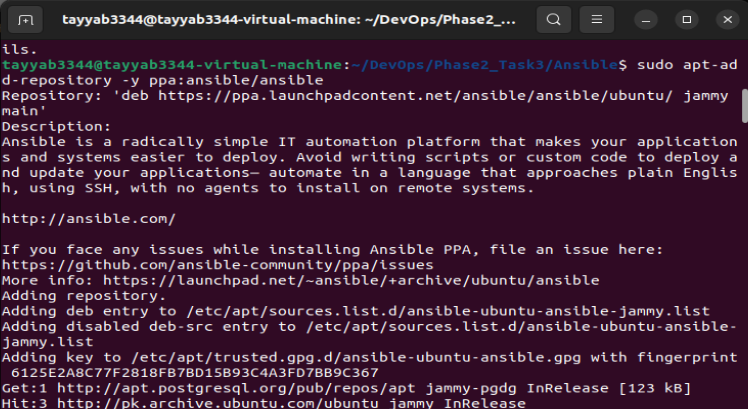 tayyab3344@tayyab3344-virtual-machine: ~/DevOps/Phase2_...
ils.
tayyab3344@tayyab3344-virtual-machine:~/DevOps/Phase2_Task3/Ansible$ sudo apt-ad
d-repository -y ppa:ansible/ansible
Repository: 'deb https://ppa.launchpadcontent.net/ansible/ansible/ubuntu/ jammy
main'
Description:
Ansible is a radically simple IT automation platform that makes your application
s and systems easier to deploy. Avoid writing scripts or custom code to deploy a
nd update your applications— automate in a language that approaches plain Englis
h, using SSH, with no agents to install on remote systems.
http://ansible.com/
If you face any issues while installing Ansible PPA, file an issue here:
https://github.com/ansible-community/ppa/issues
More info: https://launchpad.net/~ansible/+archive/ubuntu/ansible
Adding repository.
Adding deb entry to /etc/apt/sources.list.d/ansible-ubuntu-ansible-jammy.list
Adding disabled deb-src entry to /etc/apt/sources.list.d/ansible-ubuntu-ansible-
jammy.list
Adding key to /etc/apt/trusted.gpg.d/ansible-ubuntu-ansible.gpg with fingerprint
6125E2A8C77F2818FB7BD15B93C4A3FD7BB9C367
Get:1 http://apt.postgresql.org/pub/repos/apt jammy-pgdg InRelease [123 kB]
Hit:3 http://pk.archive.ubuntu.com/ubuntu jammy InRelease